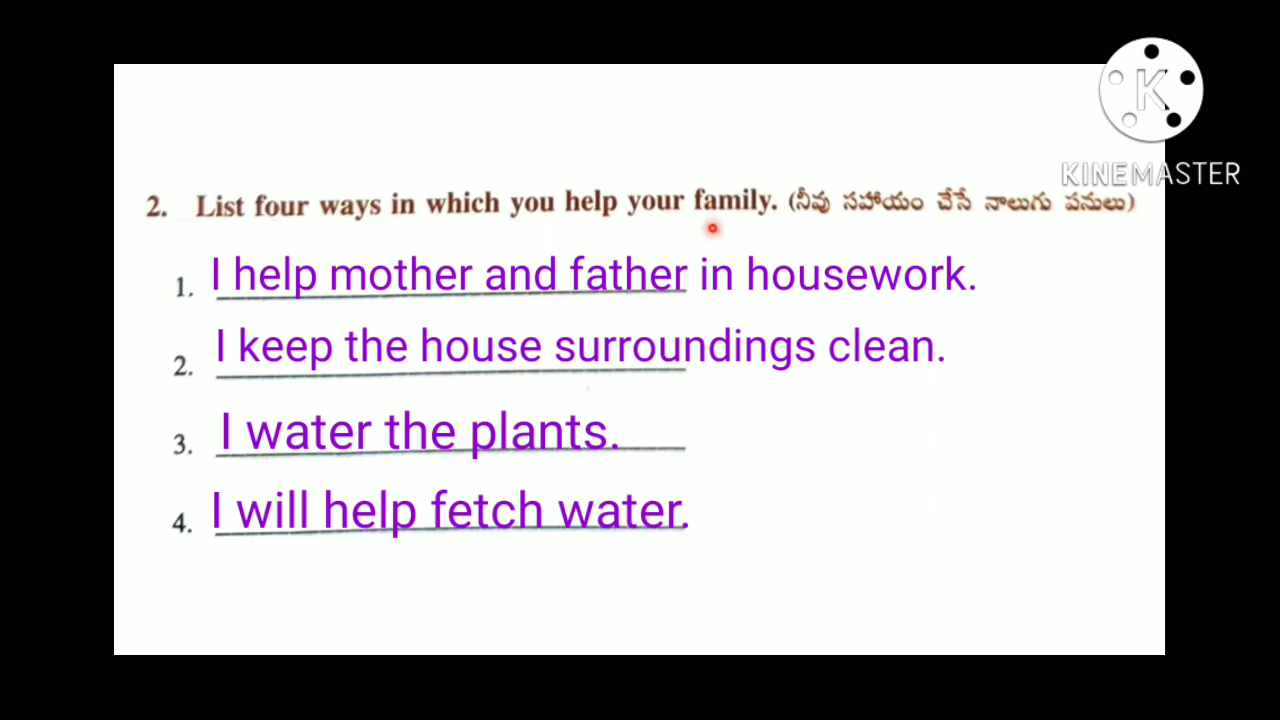 K
KINEMASTER
2. List four ways in which you help your family. (నీవు సహాయం చేసే నాలుగు పనులు)
1. I help mother and father in housework.
2. I keep the house surroundings clean.
3. I water the plants.
4. I will help fetch water.